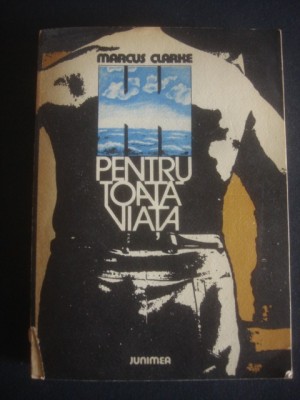 MARCUS CLARKE
PENTRU
TOATĂ
VIAȚA
JUNIMEA